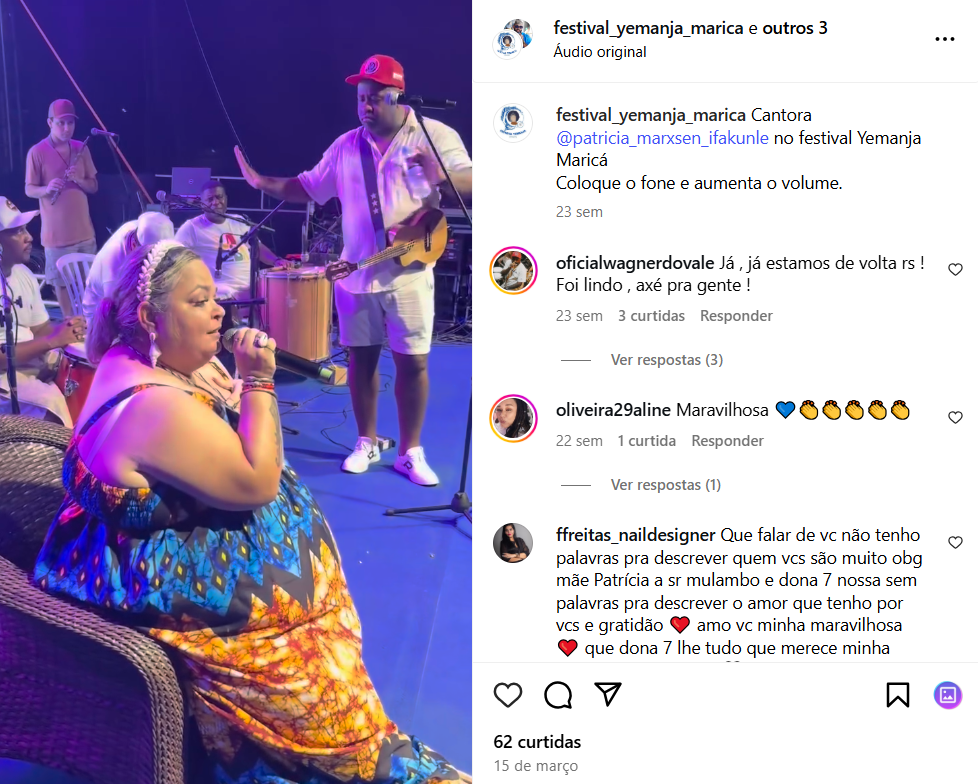 festival_yemanja_marica e outros 3
Áudio original
festival_yemanja_marica Cantora
@patricia_marxsen_ifakunle no festival Yemanja
Maricá
Coloque o fone e aumenta o volume.
23 sem
oficialwagnerdovale Já , já estamos de volta rs !
Foi lindo , axé pra gente !
23 sem 3 curtidas Responder
Ver respostas (3)
oliveira29aline Maravilhosa 💙👏👏👏👏👏
22 sem 1 curtida Responder
Ver respostas (1)
ffreitas_naildesigner Que falar de vc não tenho
palavras pra descrever quem vcs são muito obg
mãe Patrícia a sr mulambo e dona 7 nossa sem
palavras pra descrever o amor que tenho por
vcs e gratidão ❤️ amo vc minha maravilhosa
❤️ que dona 7 lhe tudo que merece minha
62 curtidas
15 de março